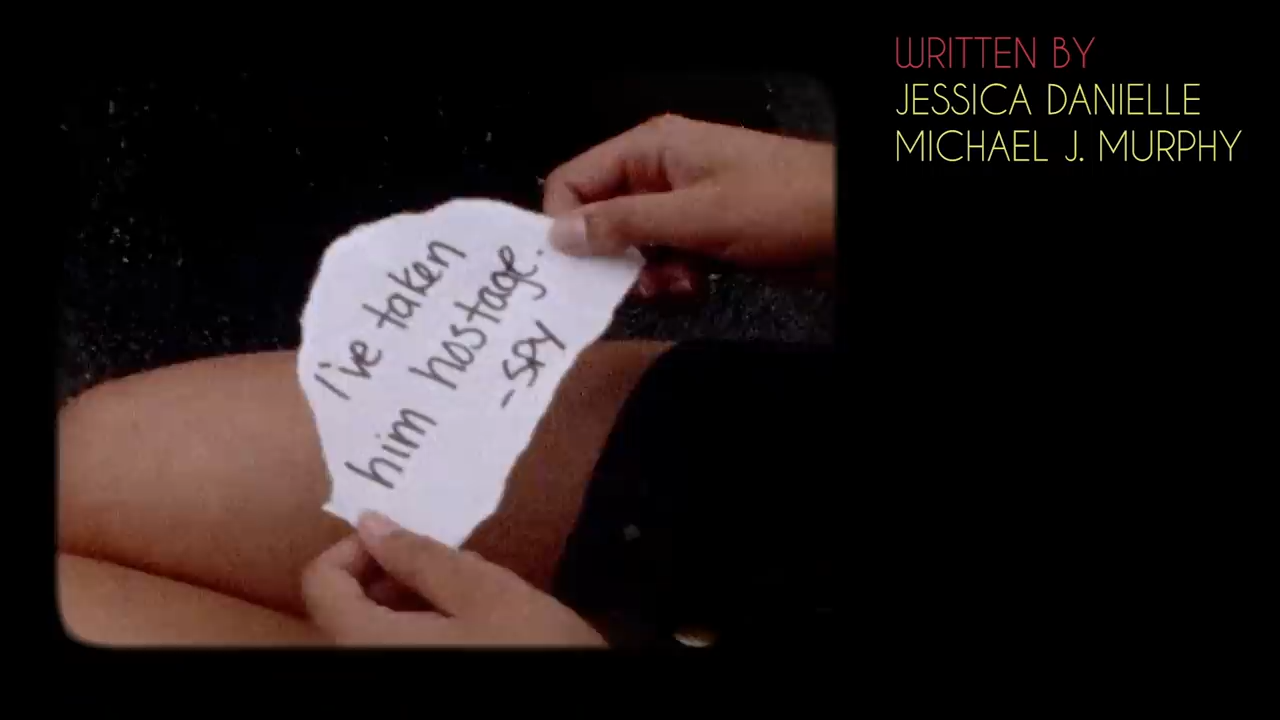 WRITTEN BY
JESSICA DANIELLE
MICHAEL J. MURPHY
I've taken
him hostage.
-SPY